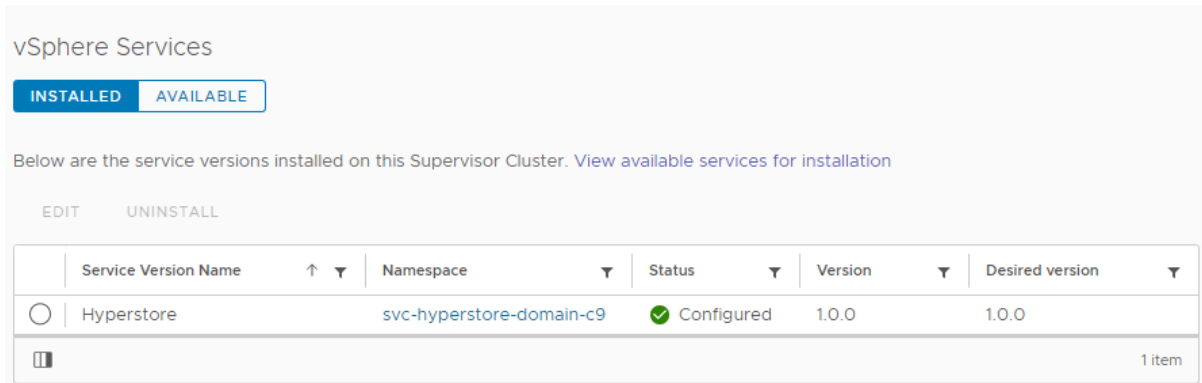 vSphere Services
INSTALLED AVAILABLE
Below are the service versions installed on this Supervisor Cluster. View available services for installation
EDIT UNINSTALL
Service Version Name Namespace Status Version Desired version
Hyperstore svc-hyperstore-domain-c9 Configured 1.0.0 1.0.0
1 item